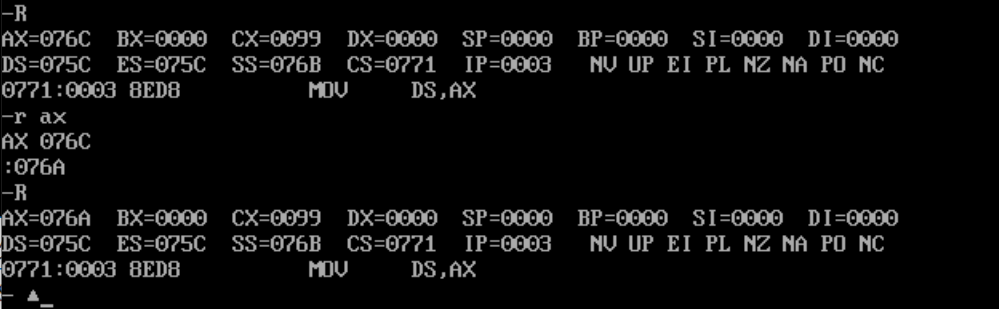 -R
AX=076C  BX=0000  CX=0099  DX=0000  SP=0000  BP=0000  SI=0000  DI=0000
DS=075C  ES=075C  SS=076B  CS=0771  IP=0003   NV UP EI PL NZ NA PO NC
0771:0003 8ED8          MOV     DS,AX
-r ax
AX 076C
:076A
-R
AX=076A  BX=0000  CX=0099  DX=0000  SP=0000  BP=0000  SI=0000  DI=0000
DS=075C  ES=075C  SS=076B  CS=0771  IP=0003   NV UP EI PL NZ NA PO NC
0771:0003 8ED8          MOV     DS,AX
- ▲_